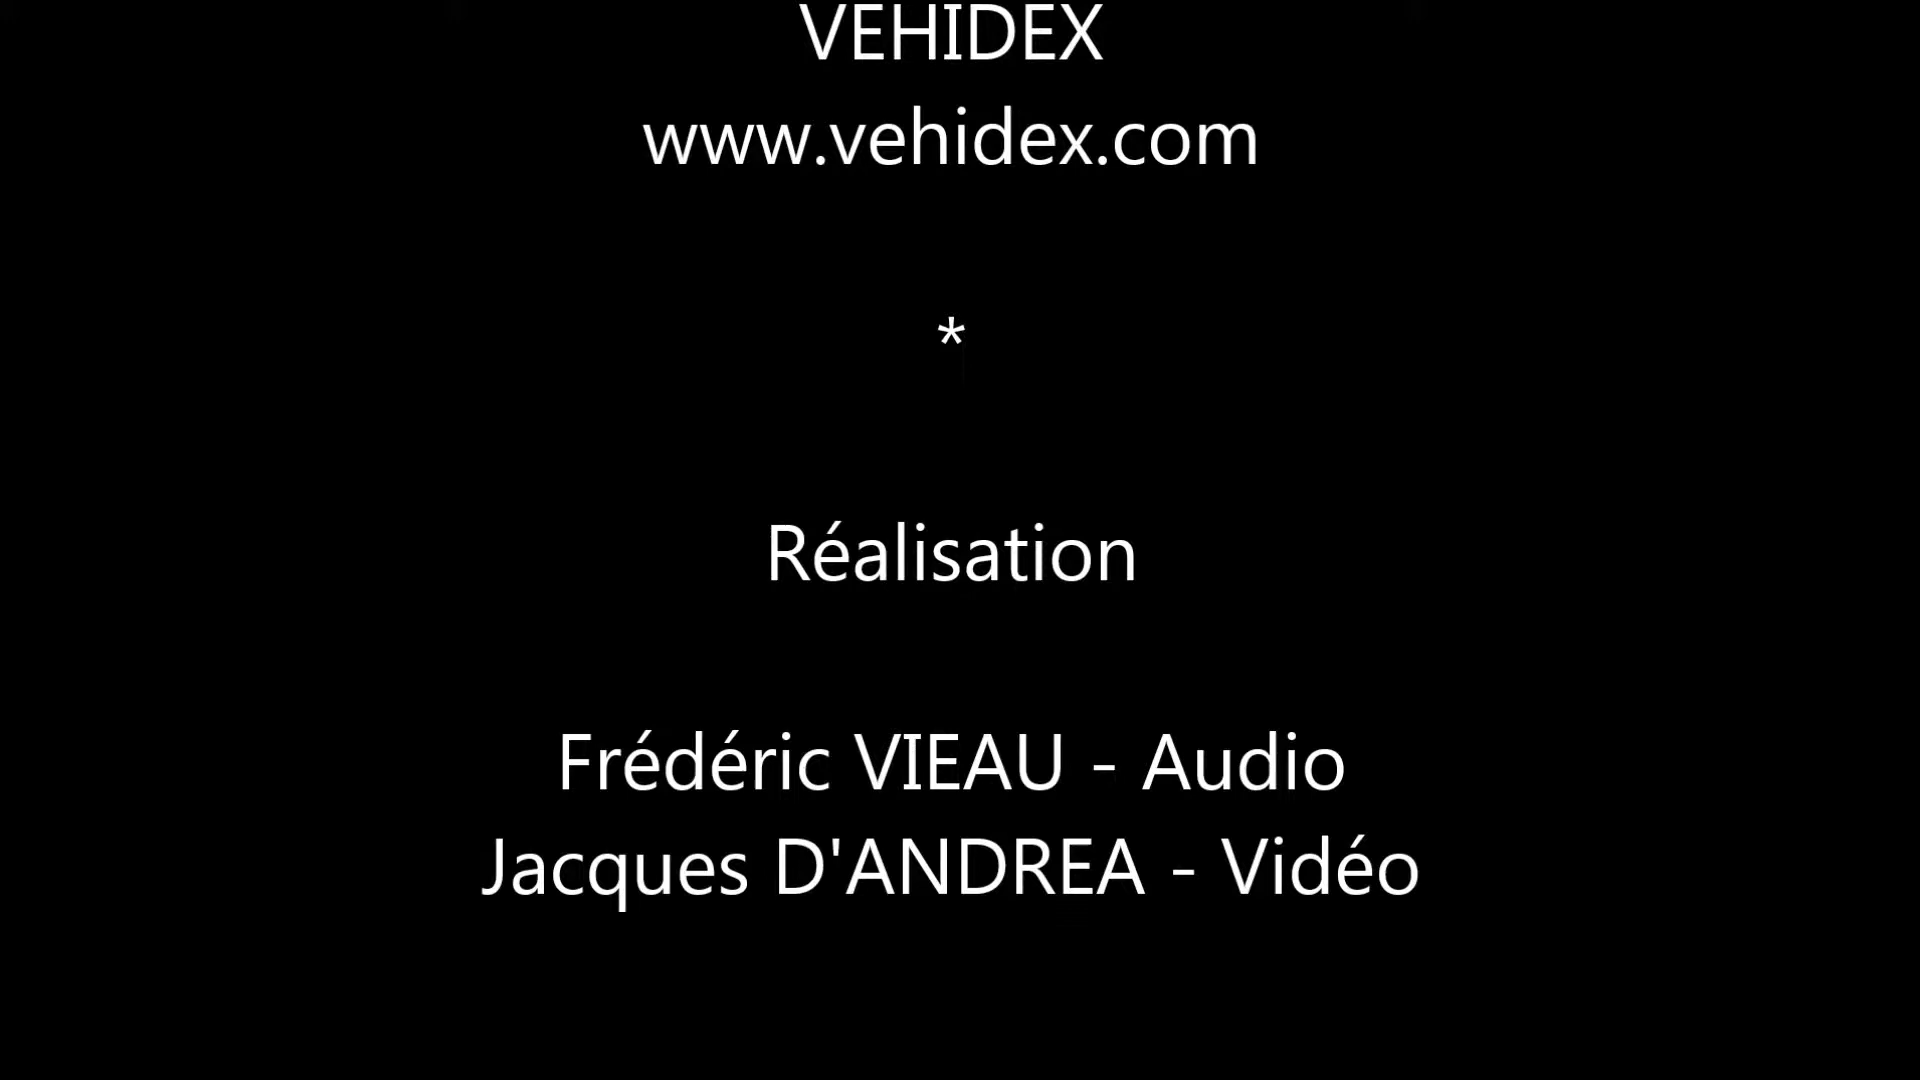 VEHIDEX
www.vehidex.com
*
Réalisation
Frédéric VIEAU - Audio
Jacques D'ANDREA - Vidéo